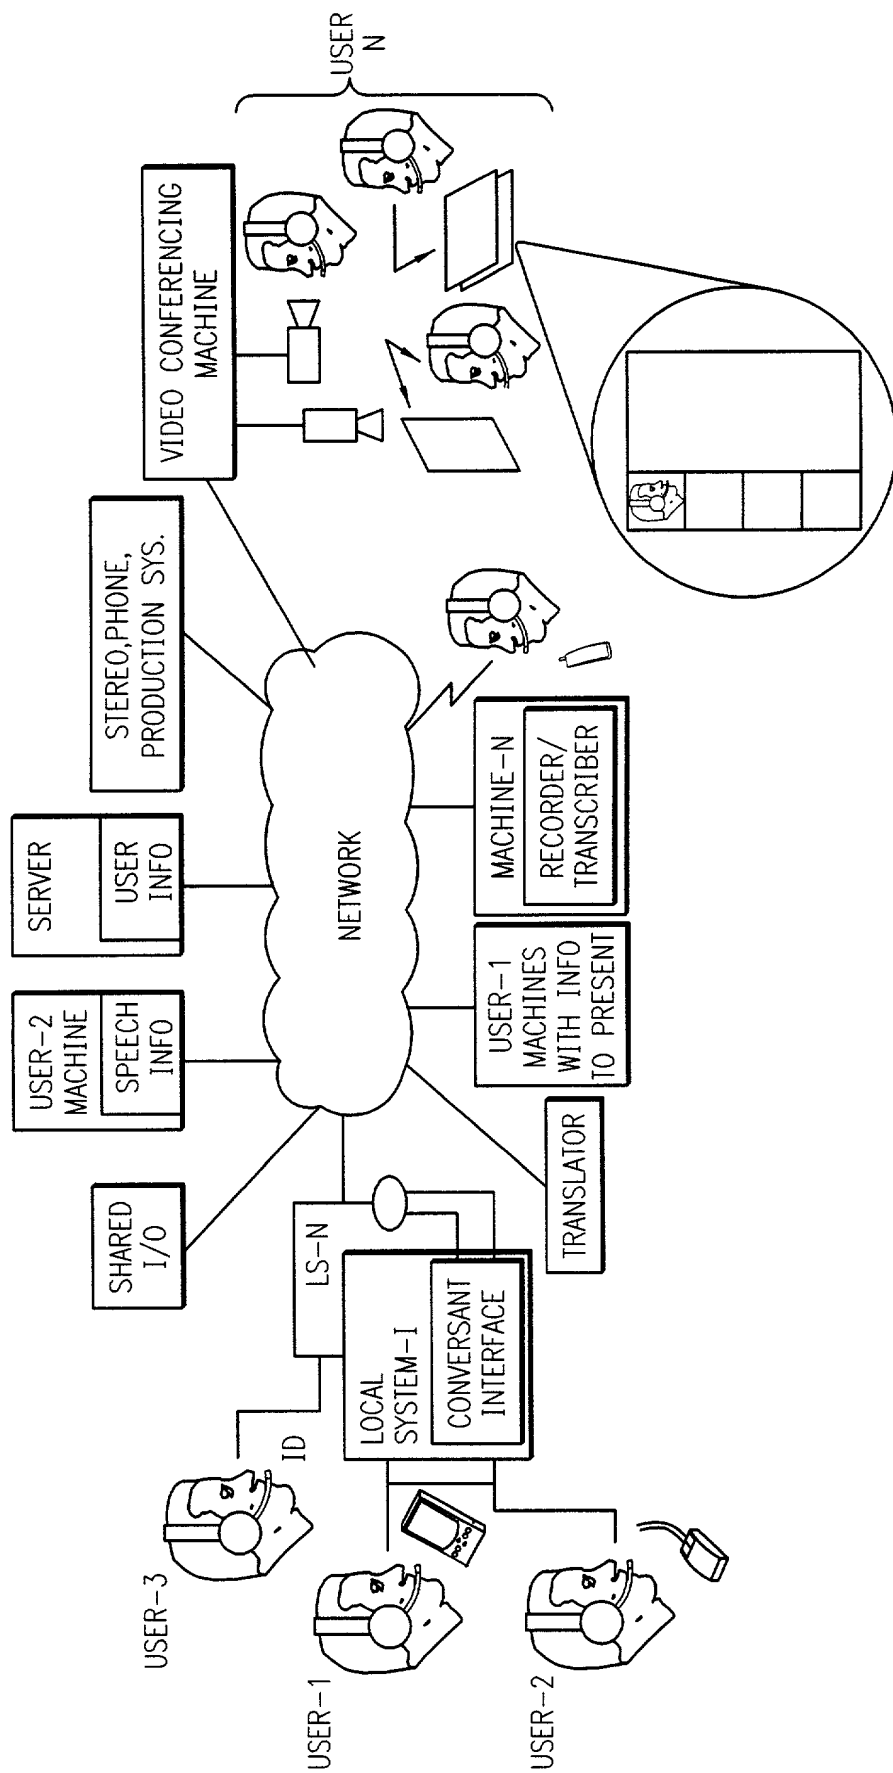 USER-3
ID
USER-1
USER-2
SHARED
I/O
LS-N
LOCAL
SYSTEM-I
CONVERSANT
INTERFACE
TRANSLATOR
USER-2
MACHINE
SPEECH
INFO
SERVER
USER
INFO
NETWORK
USER-1
MACHINES
WITH INFO
TO PRESENT
MACHINE-N
RECORDER/
TRANSCRIBER
STEREO,PHONE,
PRODUCTION SYS.
VIDEO CONFERENCING
MACHINE
USER
N